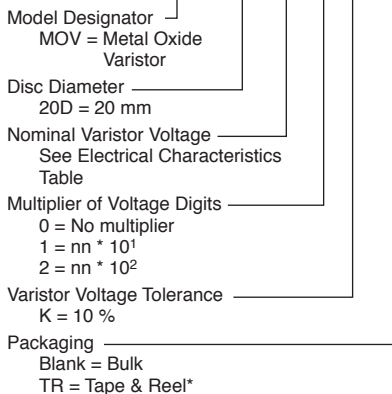 Model Designator
MOV = Metal Oxide
Varistor
Disc Diameter
20D = 20 mm
Nominal Varistor Voltage
See Electrical Characteristics
Table
Multiplier of Voltage Digits
0 = No multiplier
1 = nn * 10¹
2 = nn * 10²
Varistor Voltage Tolerance
K = 10 %
Packaging
Blank = Bulk
TR = Tape & Reel*